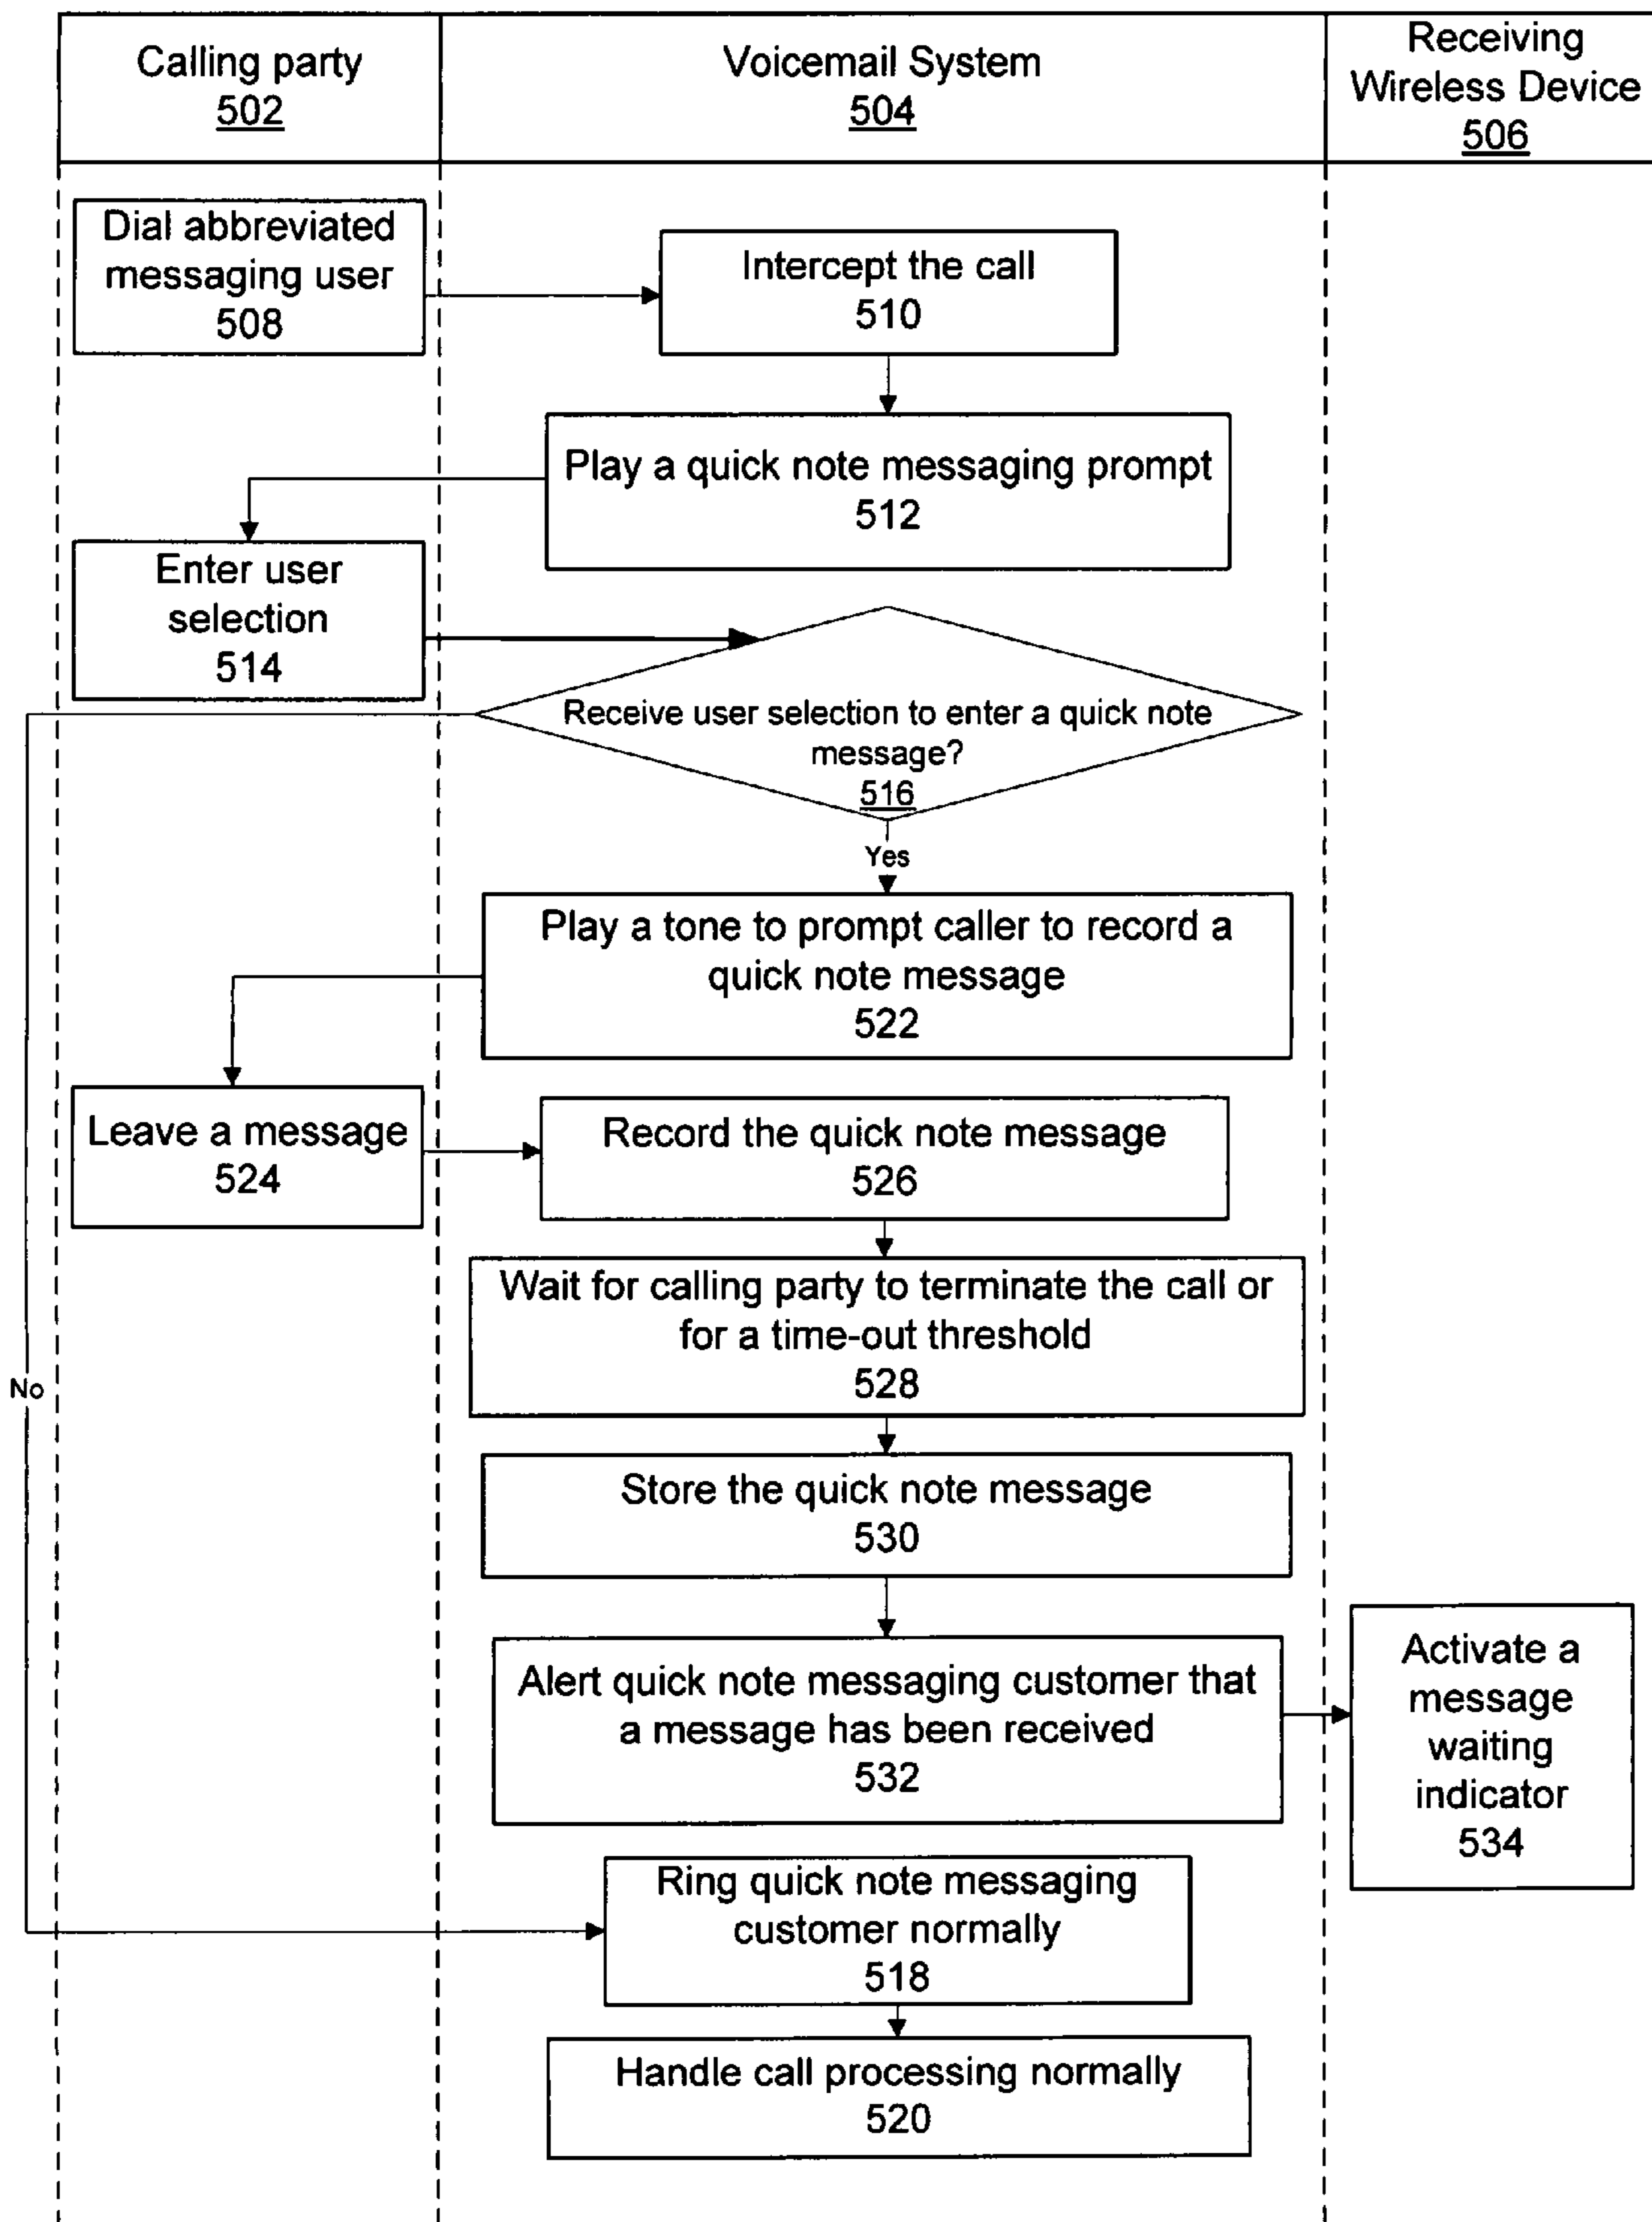 Calling party
502
Voicemail System
504
Receiving
Wireless Device
506
Dial abbreviated
messaging user
508
Intercept the call
510
Play a quick note messaging prompt
512
Enter user
selection
514
Receive user selection to enter a quick note
message?
516
Yes
Play a tone to prompt caller to record a
quick note message
522
Leave a message
524
Record the quick note message
526
Wait for calling party to terminate the call or
for a time-out threshold
528
No
Store the quick note message
530
Alert quick note messaging customer that
a message has been received
532
Activate a
message
waiting
indicator
534
Ring quick note messaging
customer normally
518
Handle call processing normally
520